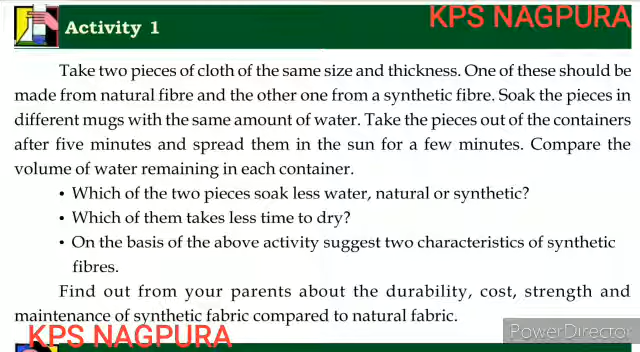 Activity 1
KPS NAGPURA
Take two pieces of cloth of the same size and thickness. One of these should be
made from natural fibre and the other one from a synthetic fibre. Soak the pieces in
different mugs with the same amount of water. Take the pieces out of the containers
after five minutes and spread them in the sun for a few minutes. Compare the
volume of water remaining in each container.
• Which of the two pieces soak less water, natural or synthetic?
• Which of them takes less time to dry?
• On the basis of the above activity suggest two characteristics of synthetic
fibres.
Find out from your parents about the durability, cost, strength and
maintenance of synthetic fabric compared to natural fabric.
KPS NAGPURA
PowerDirector